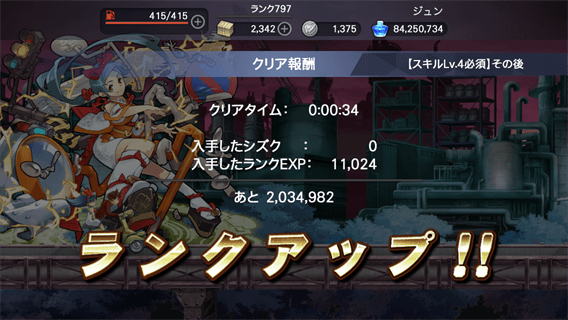 ランク797
ジュン
415/415
2,342
1,375
84,250,734
クリア報酬
【スキルLv.4必須】その後
クリアタイム: 0:00:34
入手したシズク : 0
入手したランクEXP: 11,024
あと 2,034,982
ランクアップ!!